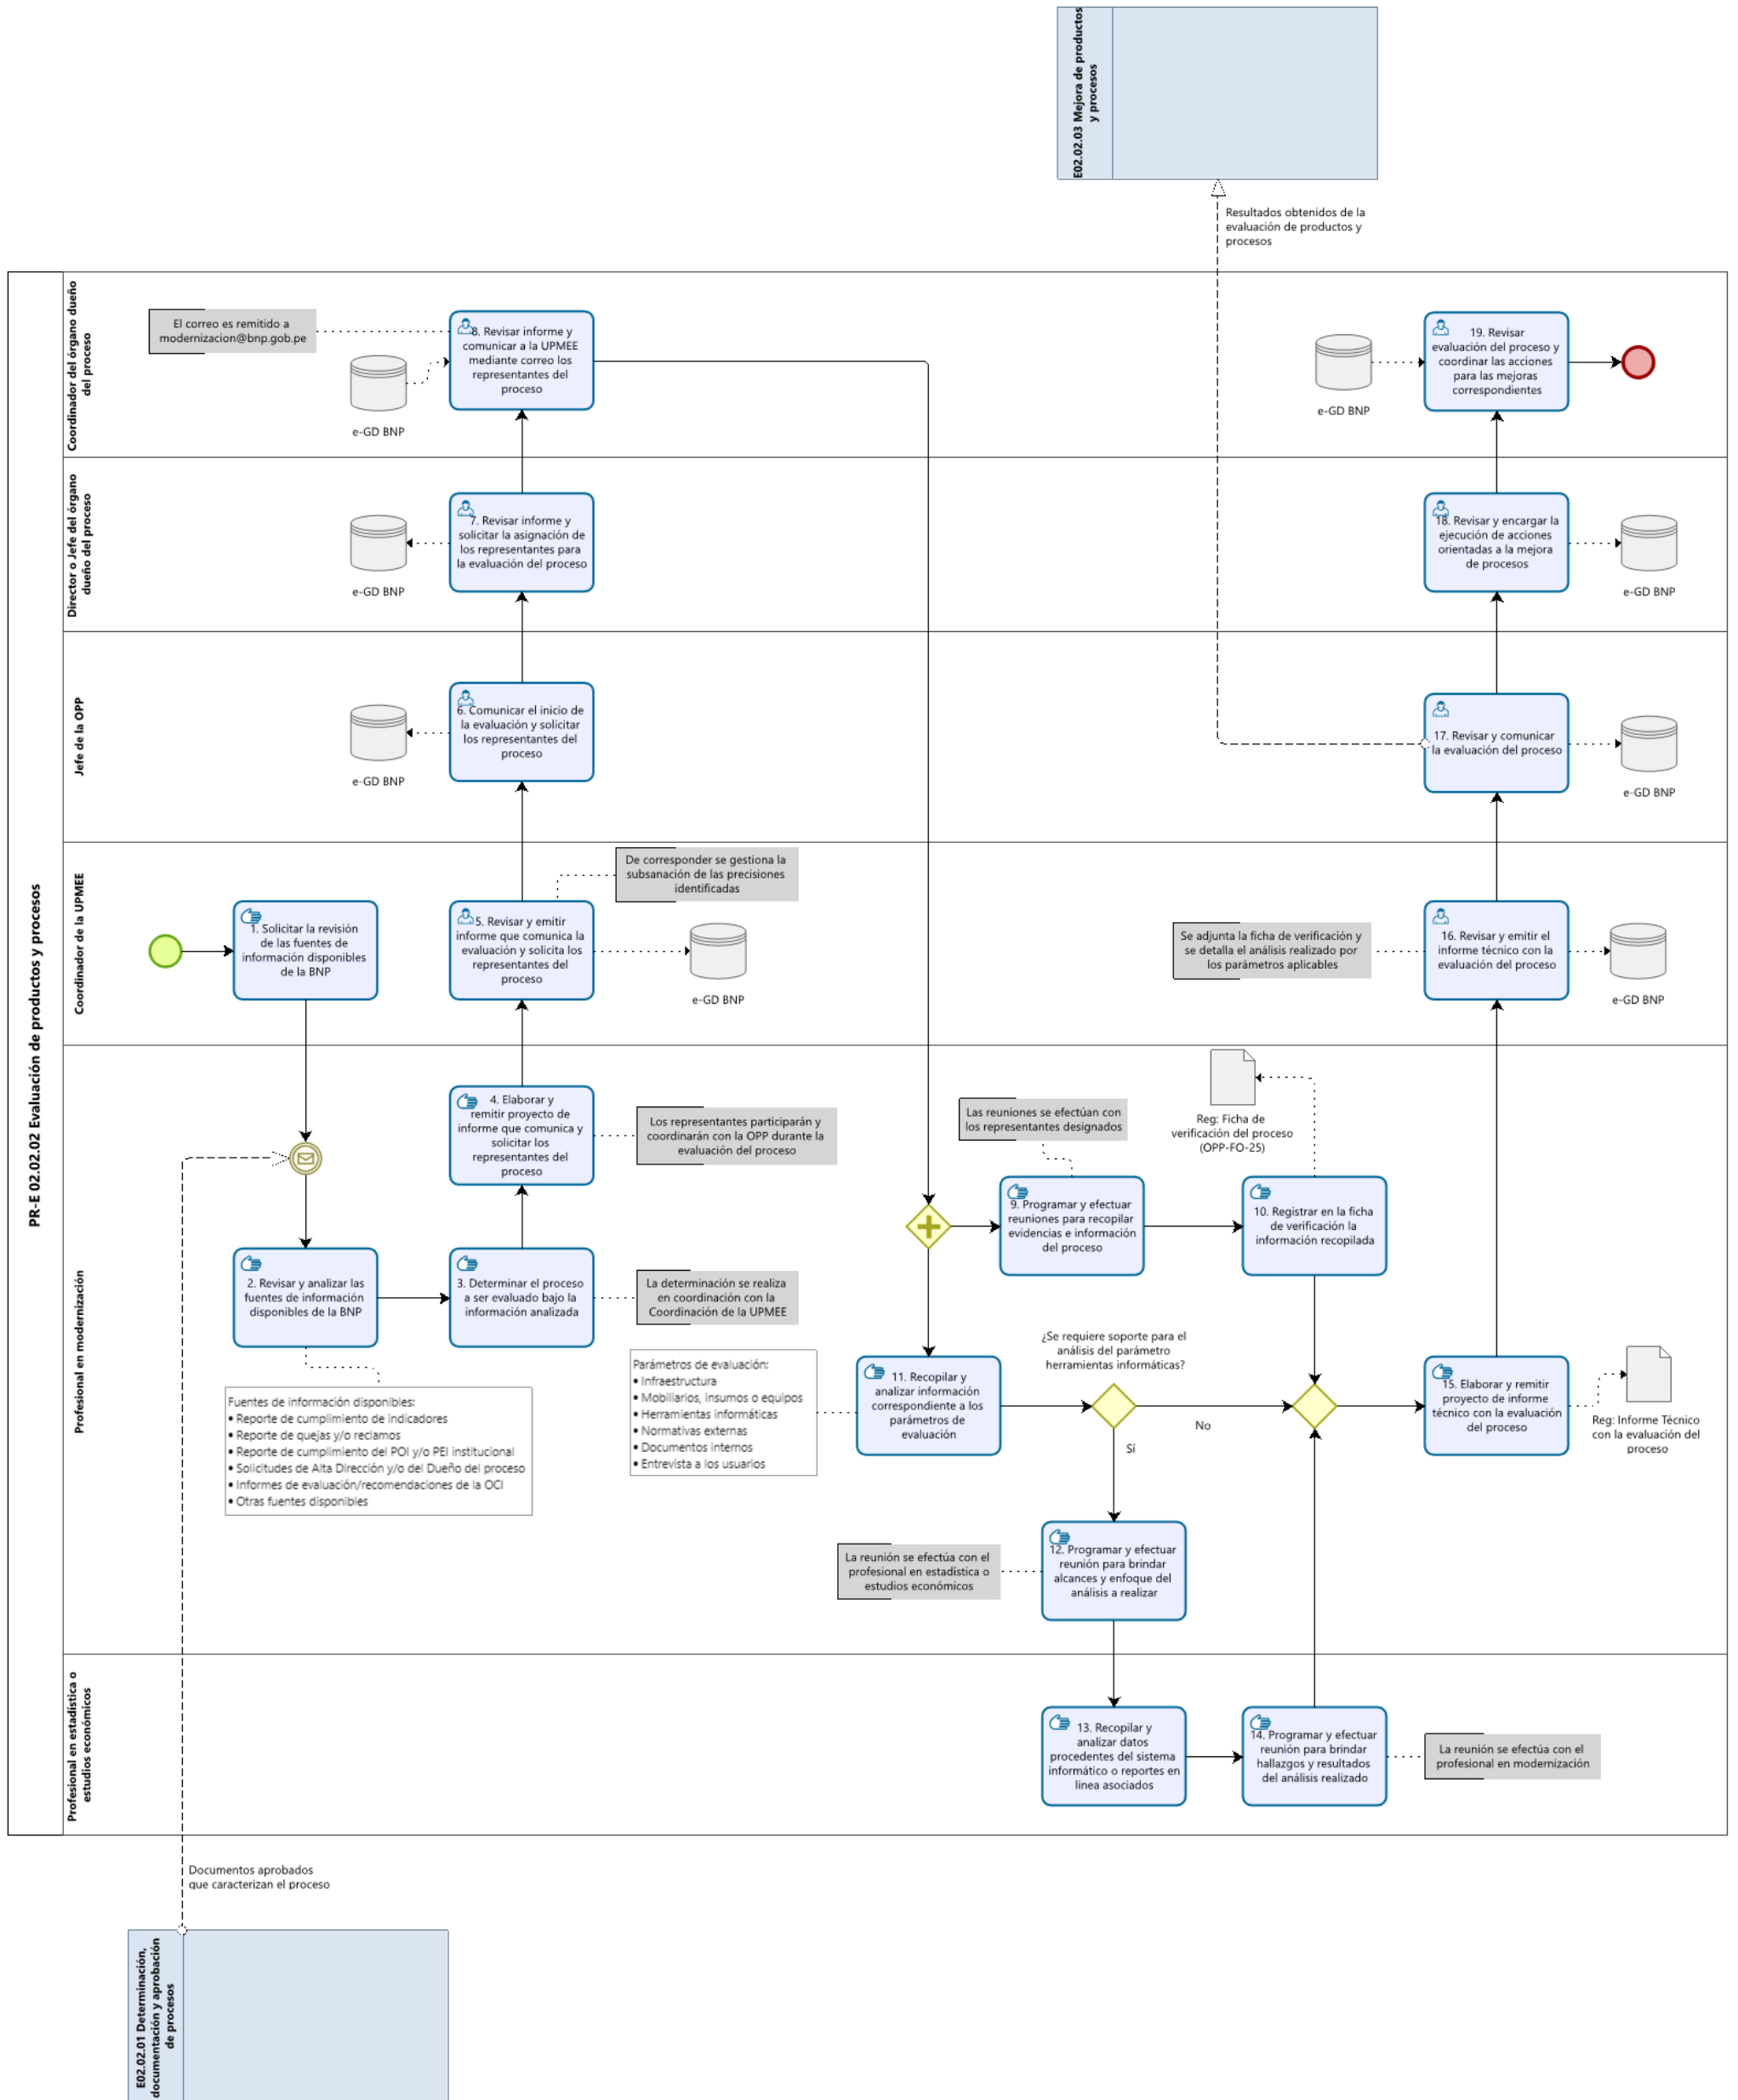 E02.02.03 Mejora de productos
y procesos
Resultados obtenidos de la
evaluación de productos y
procesos
PR-E 02.02.02 Evaluación de productos y procesos
Coordinador del órgano dueño
del proceso
El correo es remitido a
modernizacion@bnp.gob.pe
e-GD BNP
8. Revisar informe y
comunicar a la UPMEE
mediante correo los
representantes del
proceso
e-GD BNP
19. Revisar
evaluación del proceso y
coordinar las acciones
para las mejoras
correspondientes
Director o Jefe del órgano
dueño del proceso
e-GD BNP
7. Revisar informe y
solicitar la asignación de
los representantes para
la evaluación del proceso
18. Revisar y encargar la
ejecución de acciones
orientadas a la mejora
de procesos
e-GD BNP
Jefe de la OPP
e-GD BNP
6. Comunicar el inicio de
la evaluación y solicitar
los representantes del
proceso
17. Revisar y comunicar
la evaluación del proceso
e-GD BNP
Coordinador de la UPMEE
1. Solicitar la revisión
de las fuentes de
información disponibles
de la BNP
5. Revisar y emitir
informe que comunica la
evaluación y solicita los
representantes del
proceso
De corresponder se gestiona la
subsanación de las precisiones
identificadas
e-GD BNP
Se adjunta la ficha de verificación y
se detalla el análisis realizado por
los parámetros aplicables
16. Revisar y emitir el
informe técnico con la
evaluación del proceso
e-GD BNP
Profesional en modernización
4. Elaborar y
remitir proyecto de
informe que comunica y
solicitar los
representantes del
proceso
Los representantes participarán y
coordinarán con la OPP durante la
evaluación del proceso
2. Revisar y analizar las
fuentes de información
disponibles de la BNP
3. Determinar el proceso
a ser evaluado bajo la
información analizada
La determinación se realiza
en coordinación con la
Coordinación de la UPMEE
Fuentes de información disponibles:
• Reporte de cumplimiento de indicadores
• Reporte de quejas y/o reclamos
• Reporte de cumplimiento del POI y/o PEI institucional
• Solicitudes de Alta Dirección y/o del Dueño del proceso
• Informes de evaluación/recomendaciones de la OCI
• Otras fuentes disponibles
Las reuniones se efectúan con
los representantes designados
Reg: Ficha de
verificación del proceso
(OPP-FO-25)
9. Programar y efectuar
reuniones para recopilar
evidencias e información
del proceso
10. Registrar en la ficha
de verificación la
información recopilada
Parámetros de evaluación:
• Infraestructura
• Mobiliarios, insumos o equipos
• Herramientas informáticas
• Normativas externas
• Documentos internos
• Entrevista a los usuarios
11. Recopilar y
analizar información
correspondiente a los
parámetros de
evaluación
¿Se requiere soporte para el
análisis del parámetro
herramientas informáticas?
No
Sí
15. Elaborar y remitir
proyecto de informe
técnico con la evaluación
del proceso
Reg: Informe Técnico
con la evaluación del
proceso
La reunión se efectúa con el
profesional en estadística o
estudios económicos
12. Programar y efectuar
reunión para brindar
alcances y enfoque del
análisis a realizar
Profesional en estadística o
estudios económicos
13. Recopilar y
analizar datos
procedentes del sistema
informático o reportes en
línea asociados
14. Programar y efectuar
reunión para brindar
hallazgos y resultados
del análisis realizado
La reunión se efectúa con el
profesional en modernización
Documentos aprobados
que caracterizan el proceso
E02.02.01 Determinación,
documentación y aprobación
de procesos